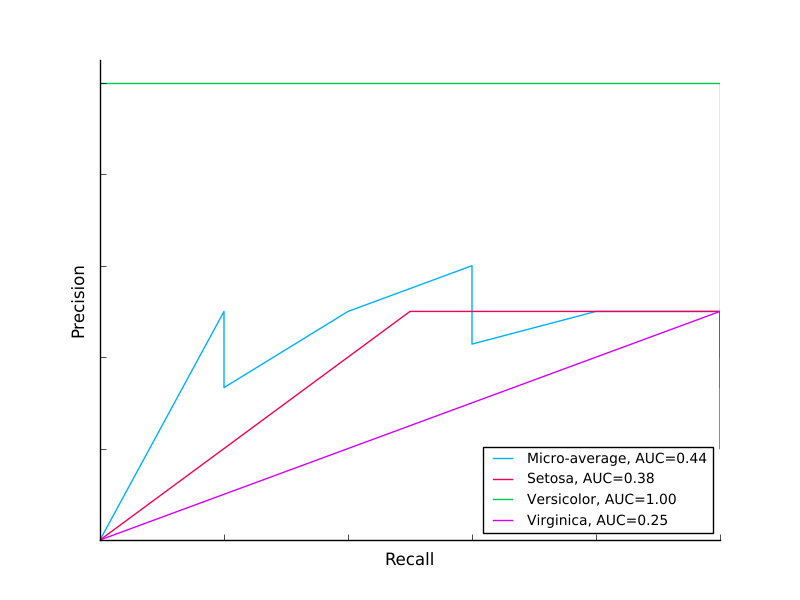 Precision
Micro-average, AUC=0.44
Setosa, AUC=0.38
Versicolor, AUC=1.00
Virginica, AUC=0.25
Recall